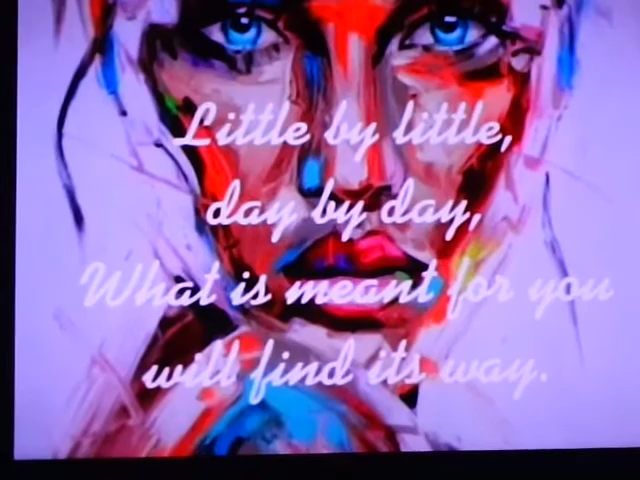 Little by little,
day by day,
What is meant for you
will find its way.